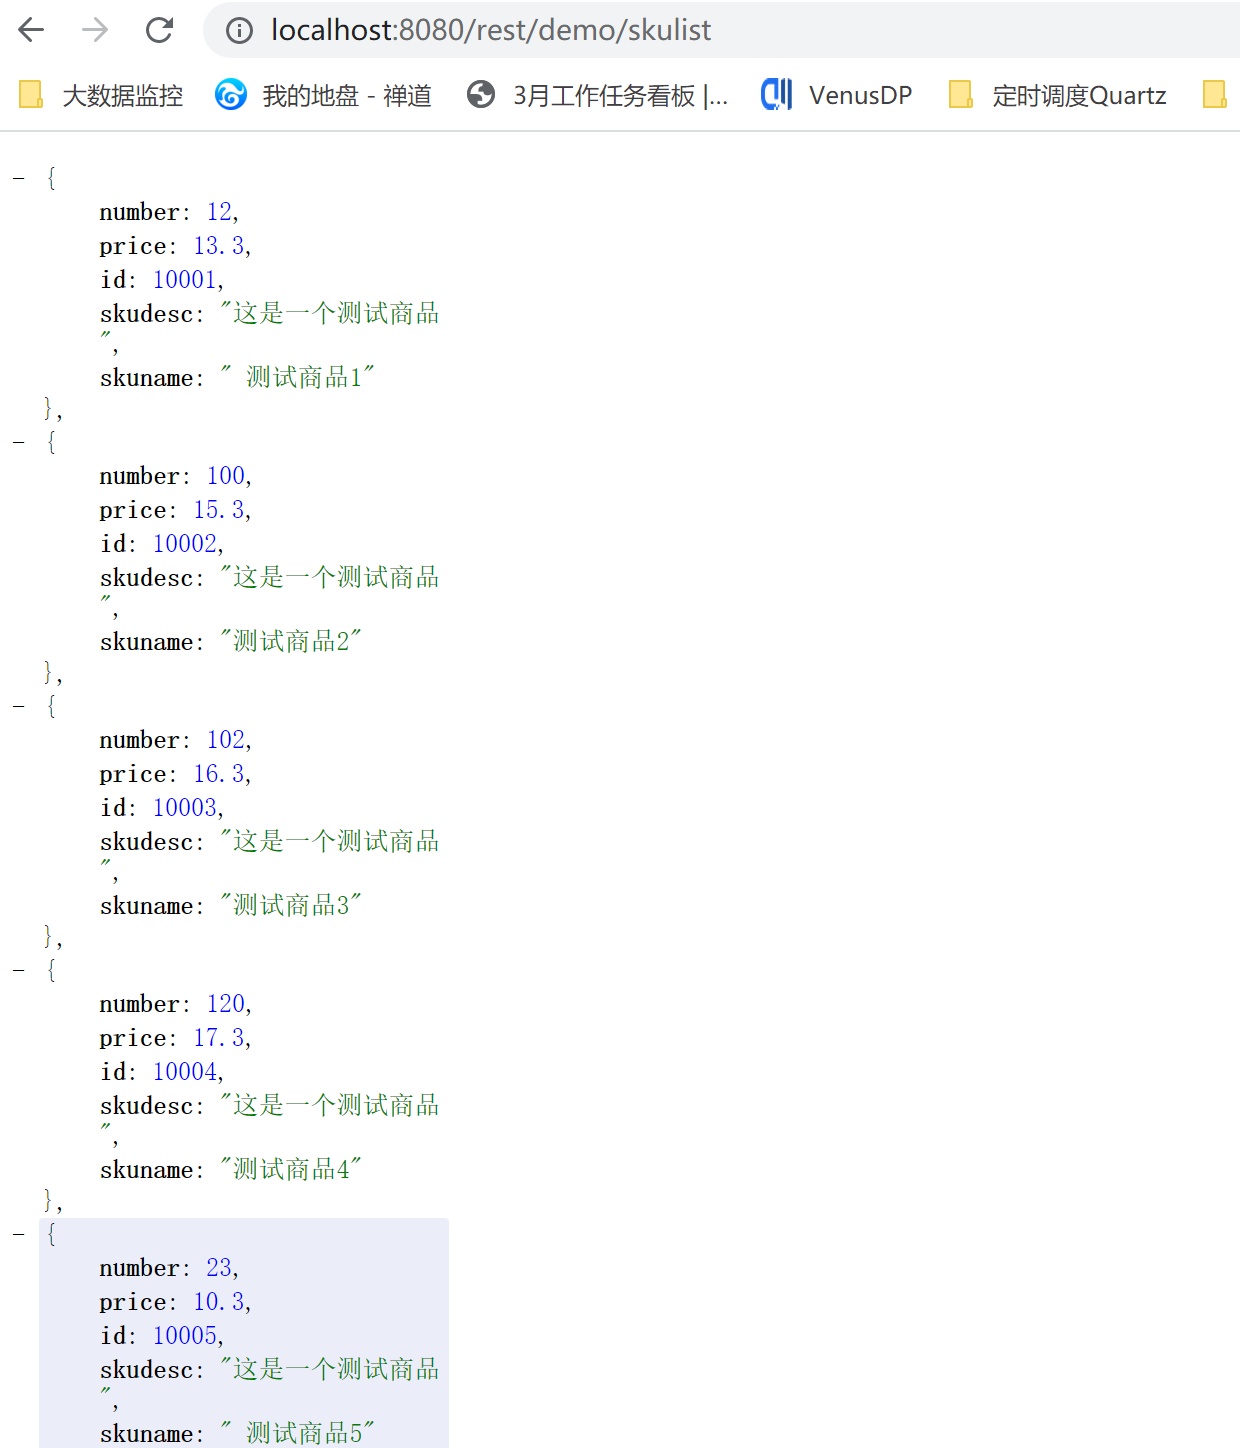 localhost:8080/rest/demo/skulist
大数据监控 我的地盘 - 禅道 3月工作任务看板 |... VenusDP 定时调度Quartz
- {
number: 12,
price: 13.3,
id: 10001,
skudesc: "这是一个测试商品
",
skuname: " 测试商品1"
},
- {
number: 100,
price: 15.3,
id: 10002,
skudesc: "这是一个测试商品
",
skuname: "测试商品2"
},
- {
number: 102,
price: 16.3,
id: 10003,
skudesc: "这是一个测试商品
",
skuname: "测试商品3"
},
- {
number: 120,
price: 17.3,
id: 10004,
skudesc: "这是一个测试商品
",
skuname: "测试商品4"
},
- {
number: 23,
price: 10.3,
id: 10005,
skudesc: "这是一个测试商品
",
skuname: " 测试商品5"